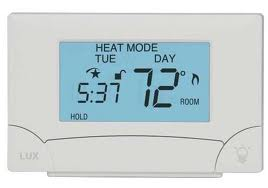 HEAT MODE
TUE DAY
5:37 72°
ROOM
HOLD
LUX